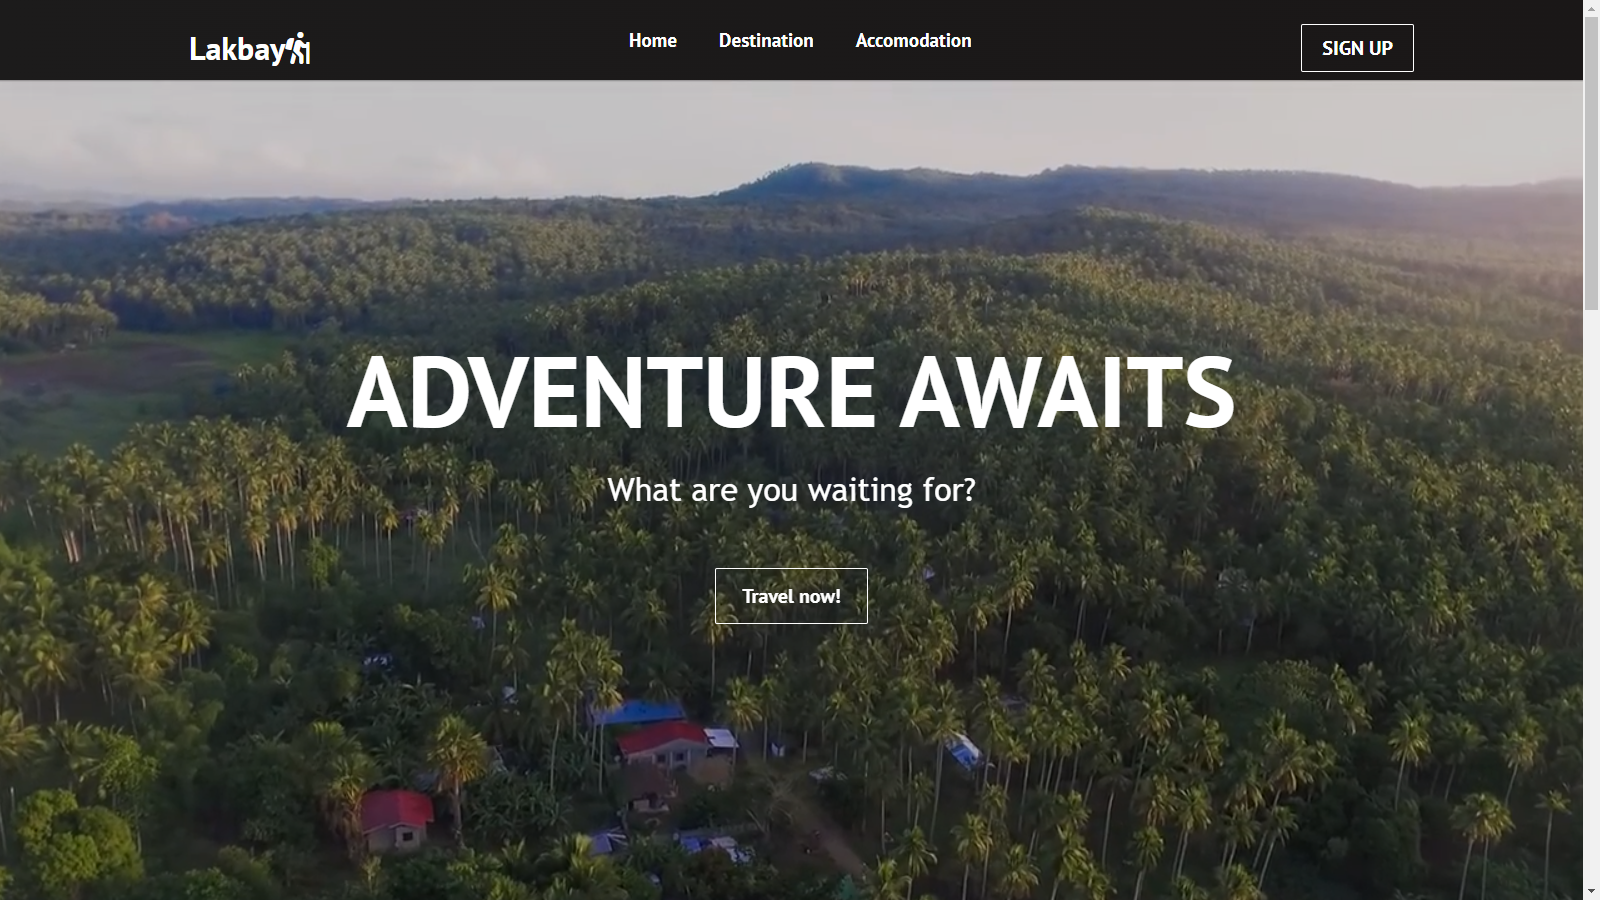 Lakbay
Home Destination Accomodation
SIGN UP
ADVENTURE AWAITS
What are you waiting for?
Travel now!